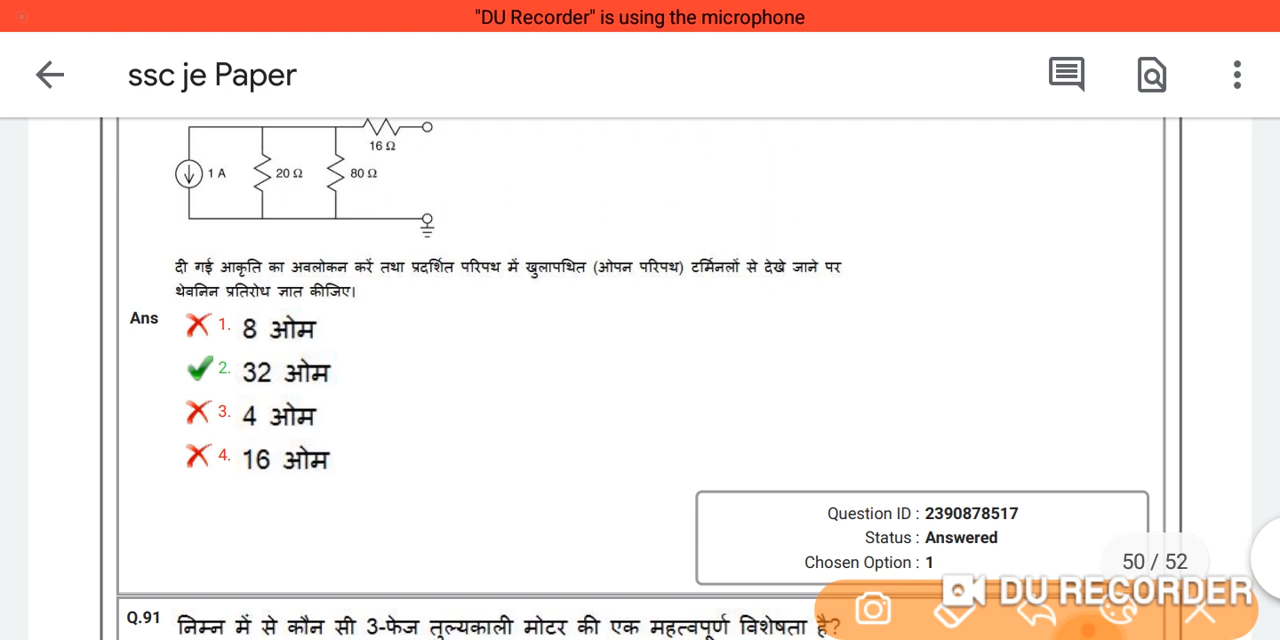 "DU Recorder" is using the microphone
ssc je Paper
16 Ω
1 A
20 Ω
80 Ω
दी गई आकृति का अवलोकन करें तथा प्रदर्शित परिपथ में खुलापथित (ओपन परिपथ) टर्मिनलों से देखे जाने पर
थेवनिन प्रतिरोध ज्ञात कीजिए।
Ans
1. 8 ओम
2. 32 ओम
3. 4 ओम
4. 16 ओम
Question ID : 2390878517
Status : Answered
Chosen Option : 1
50 / 52
DU RECORDER
Q.91 निम्न में से कौन सी 3-फेज तुल्यकाली मोटर की एक महत्वपूर्ण विशेषता है?